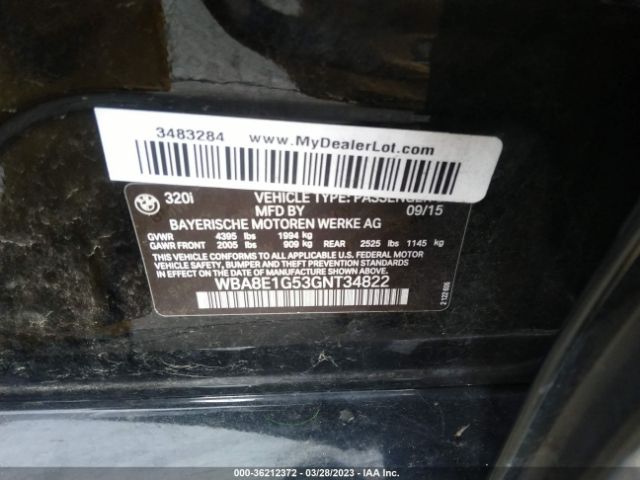 3483284 www.MyDealerLot.com
320i VEHICLE TYPE: PASSENGER
MFD BY 09/15
BAYERISCHE MOTOREN WERKE AG
GVWR 4395 lbs 1994 kg
GAWR FRONT 2005 lbs 909 kg REAR 2525 lbs 1145 kg
THIS VEHICLE CONFORMS TO ALL APPLICABLE U.S. FEDERAL MOTOR
VEHICLE SAFETY, BUMPER AND THEFT PREVENTION STANDARDS
IN EFFECT ON THE DATE OF MANUFACTURE SHOWN ABOVE.
WBA8E1G53GNT34822
000-36212372 / 03/28/2023 - IAA Inc.